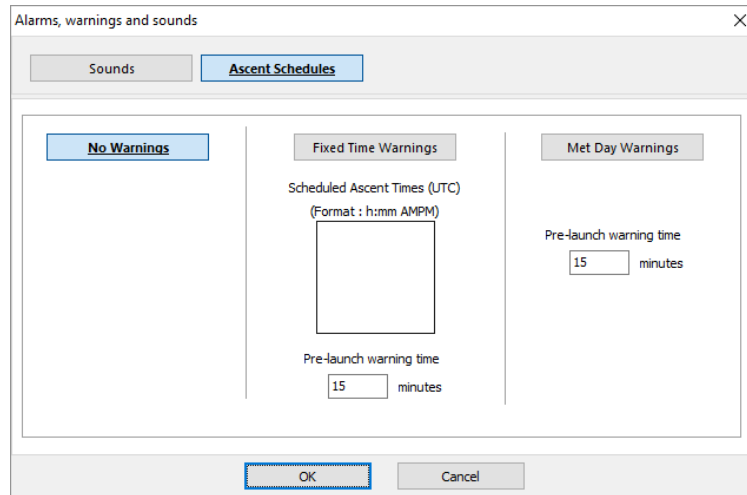 Alarms, warnings and sounds
Sounds
Ascent Schedules
No Warnings
Fixed Time Warnings
Scheduled Ascent Times (UTC)
(Format : h:mm AMPM)
Pre-launch warning time
15 minutes
Met Day Warnings
Pre-launch warning time
15 minutes
OK
Cancel